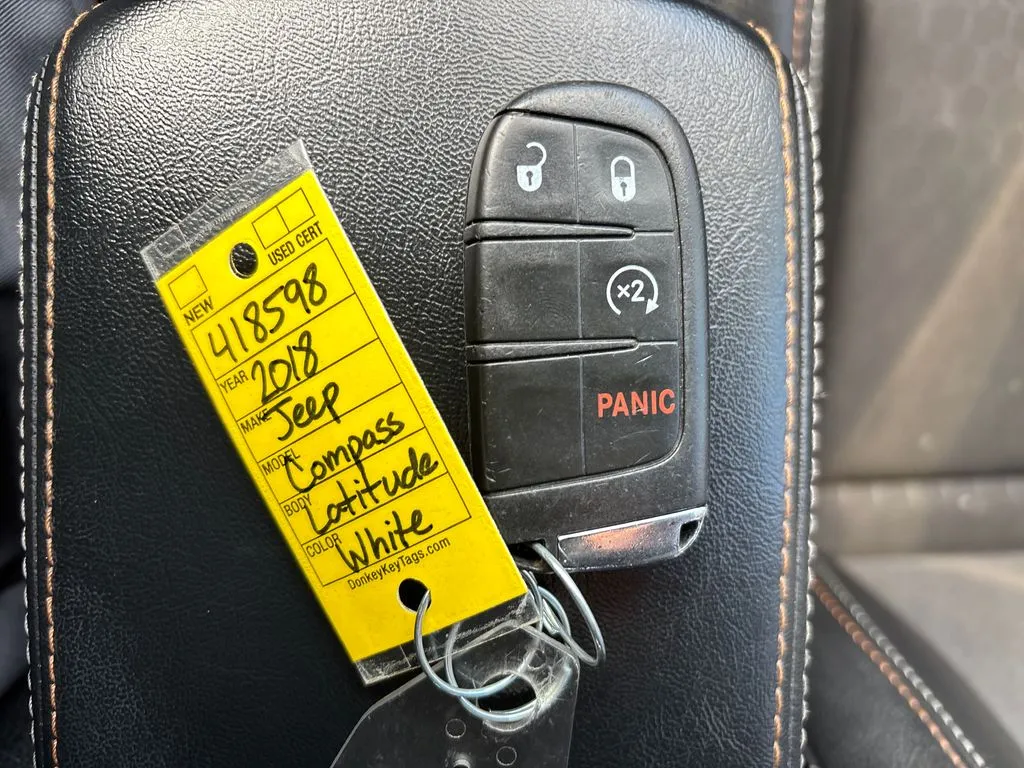 NEW
USED CERT
418598
YEAR 2018
MAKE Jeep
MODEL Compass
BODY Latitude
COLOR White
DonkeyKeyTags.com
×2
PANIC